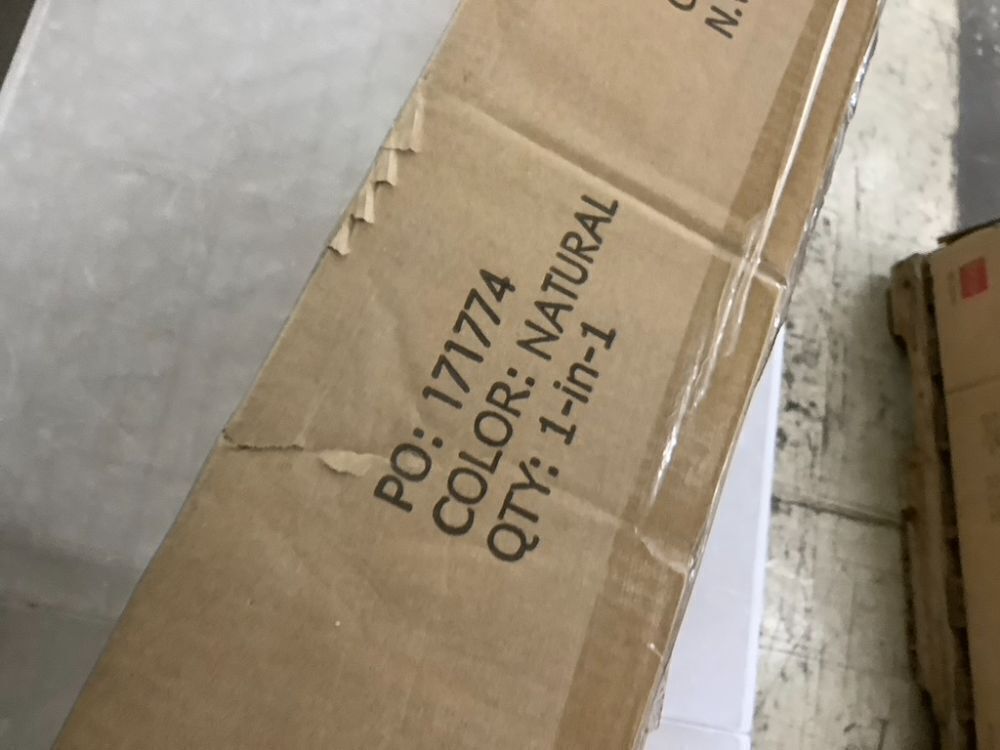 PO: 171774
COLOR: NATURAL
QTY: 1-in-1